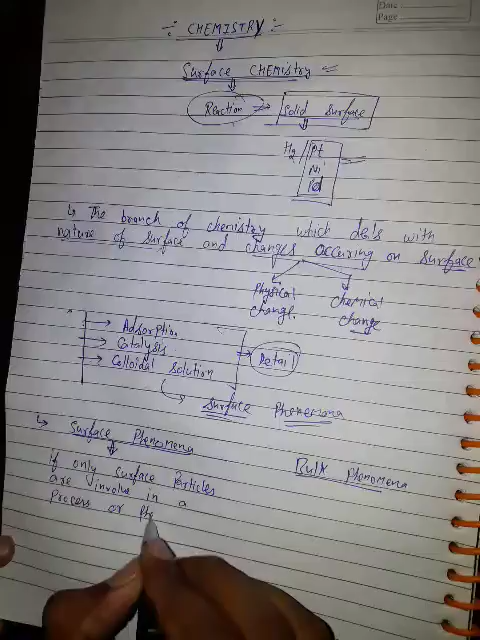 Date
Page
÷ CHEMISTRY ÷
Surface CHEMISTRY
Reaction → Solid Surface
H2 / Pt
Ni
Pd
↳ The branch of chemistry which deals with
nature of surface and changes occuring on surface
Physical change.
Chemical change
→ Adsorption
→ Catalysis → Detail
→ Colloidal Solution
Surface Phenomena
↳ Surface Phenomena
Bulk Phenomena
if only surface Particles
are involve in a
Process or